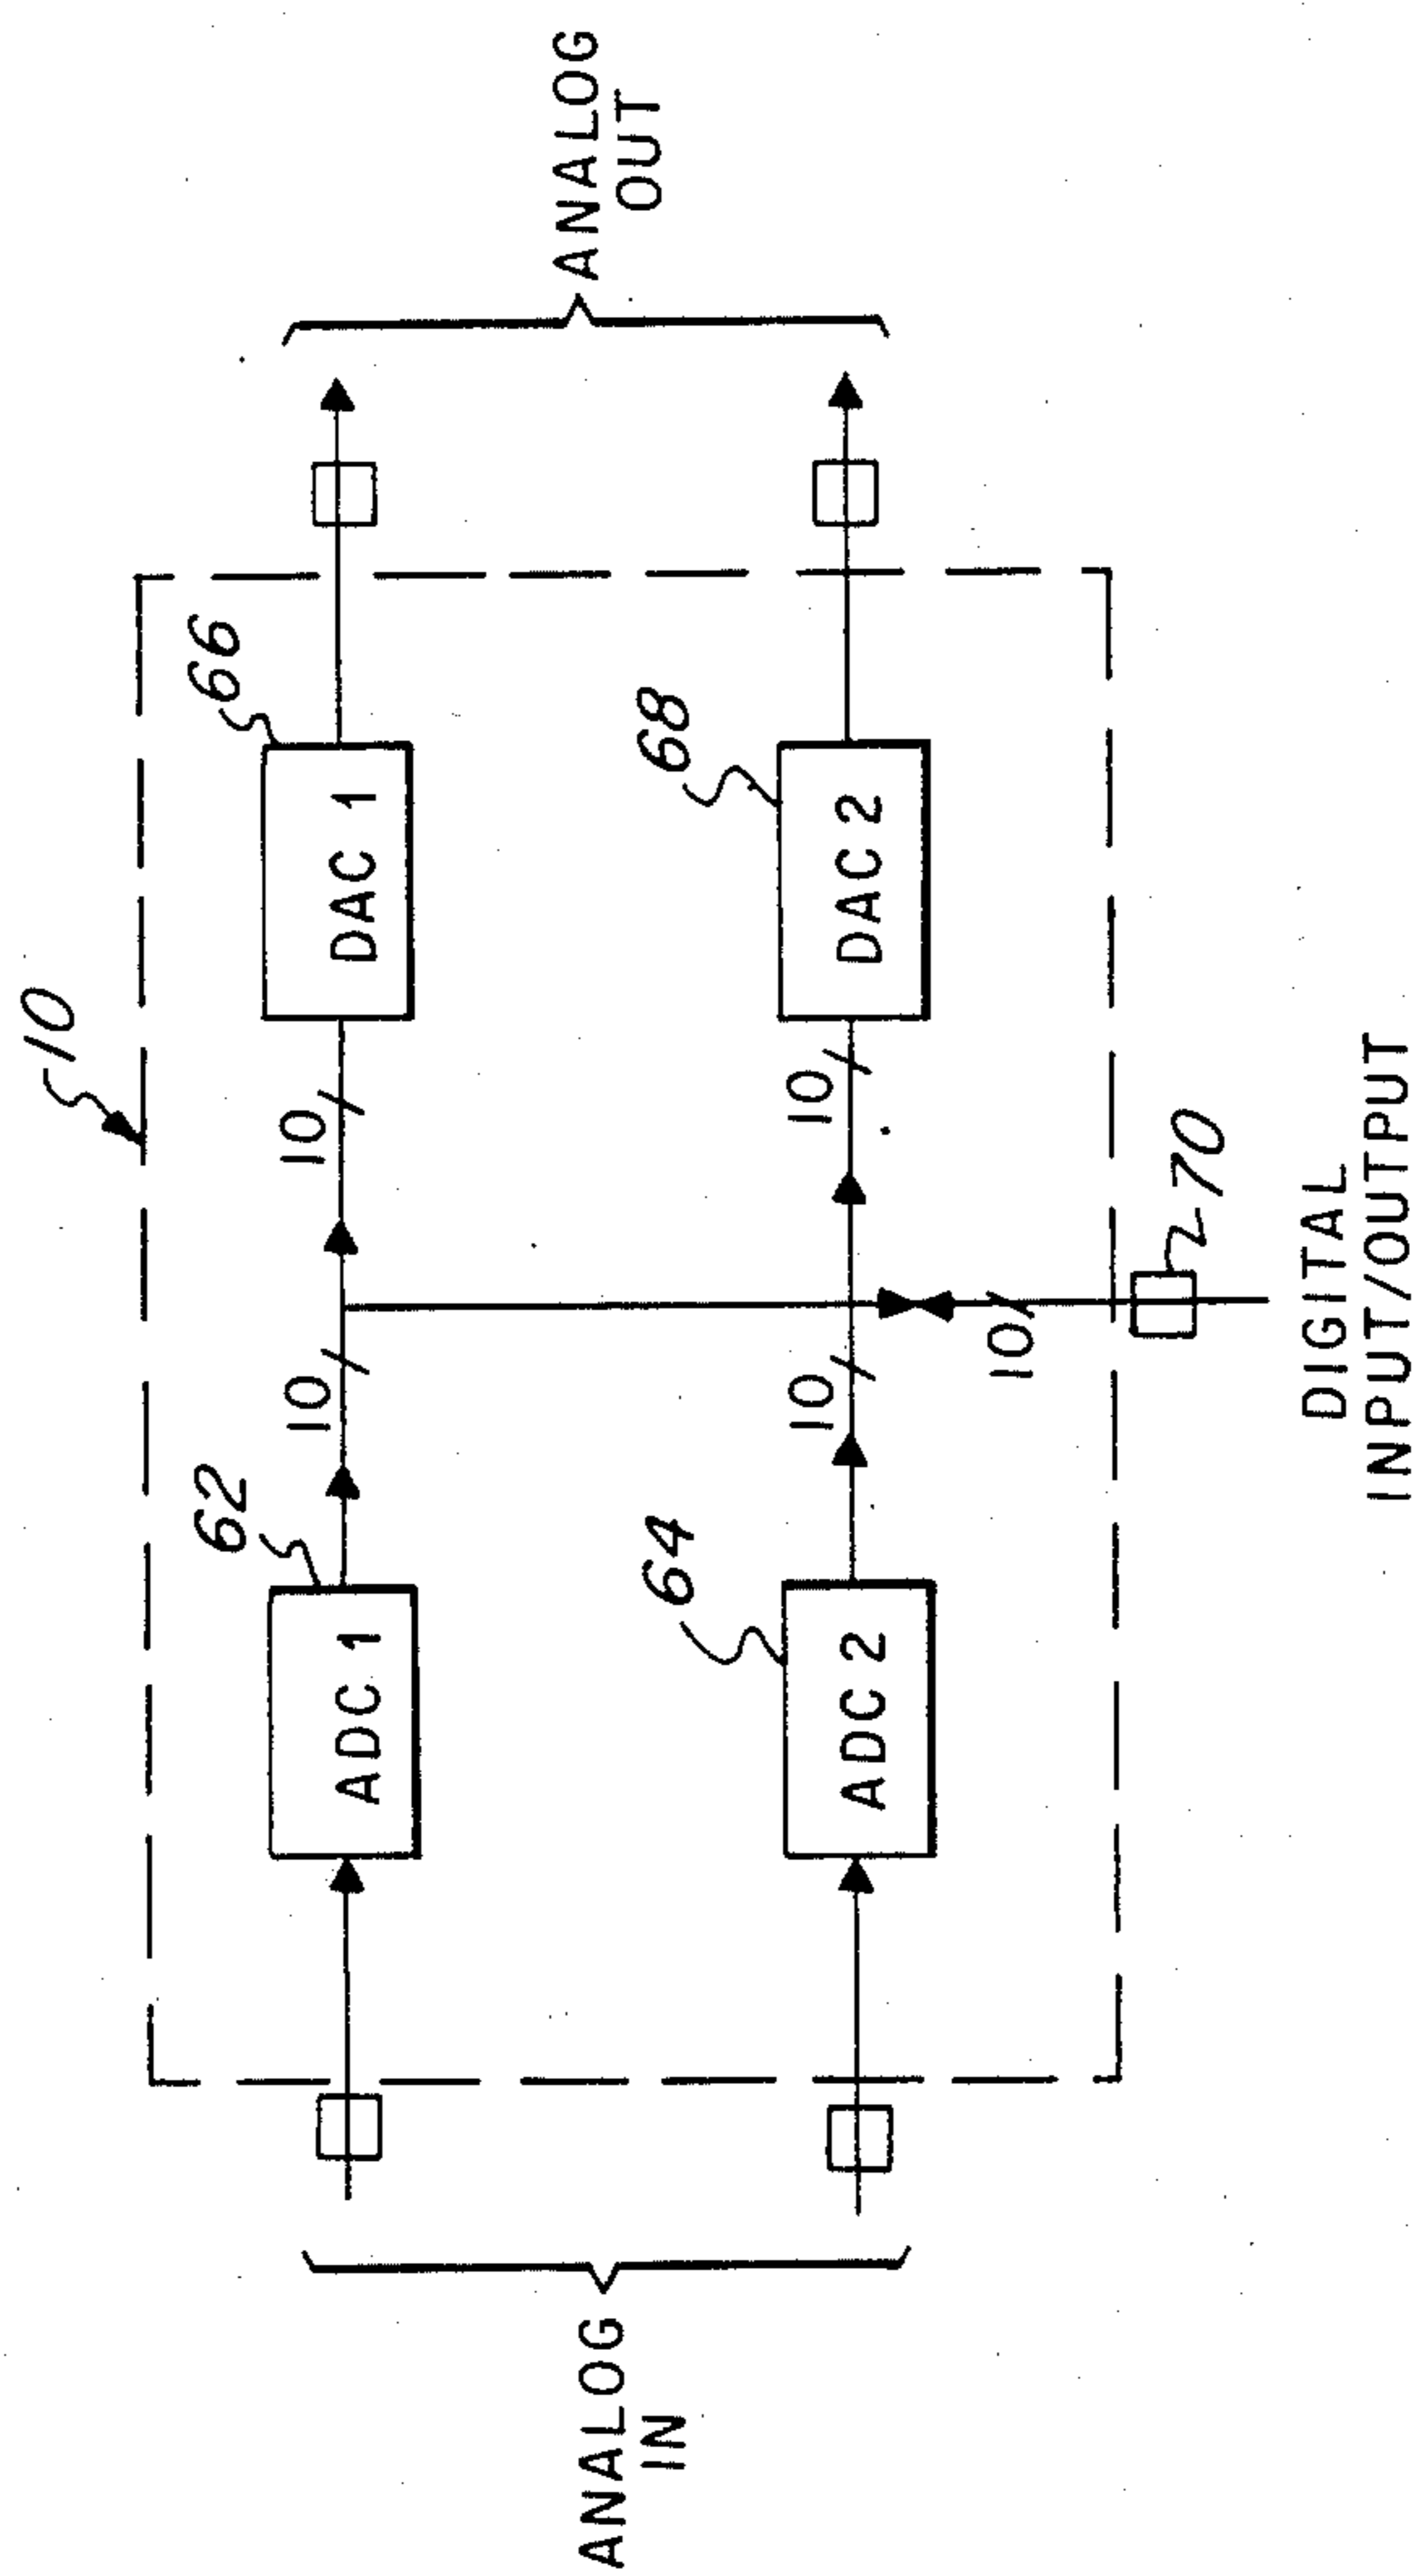 10
62
66
ADC 1
10
10
DAC 1
ANALOG
IN
ANALOG
OUT
64
68
ADC 2
10
10
DAC 2
10
70
DIGITAL
INPUT/OUTPUT